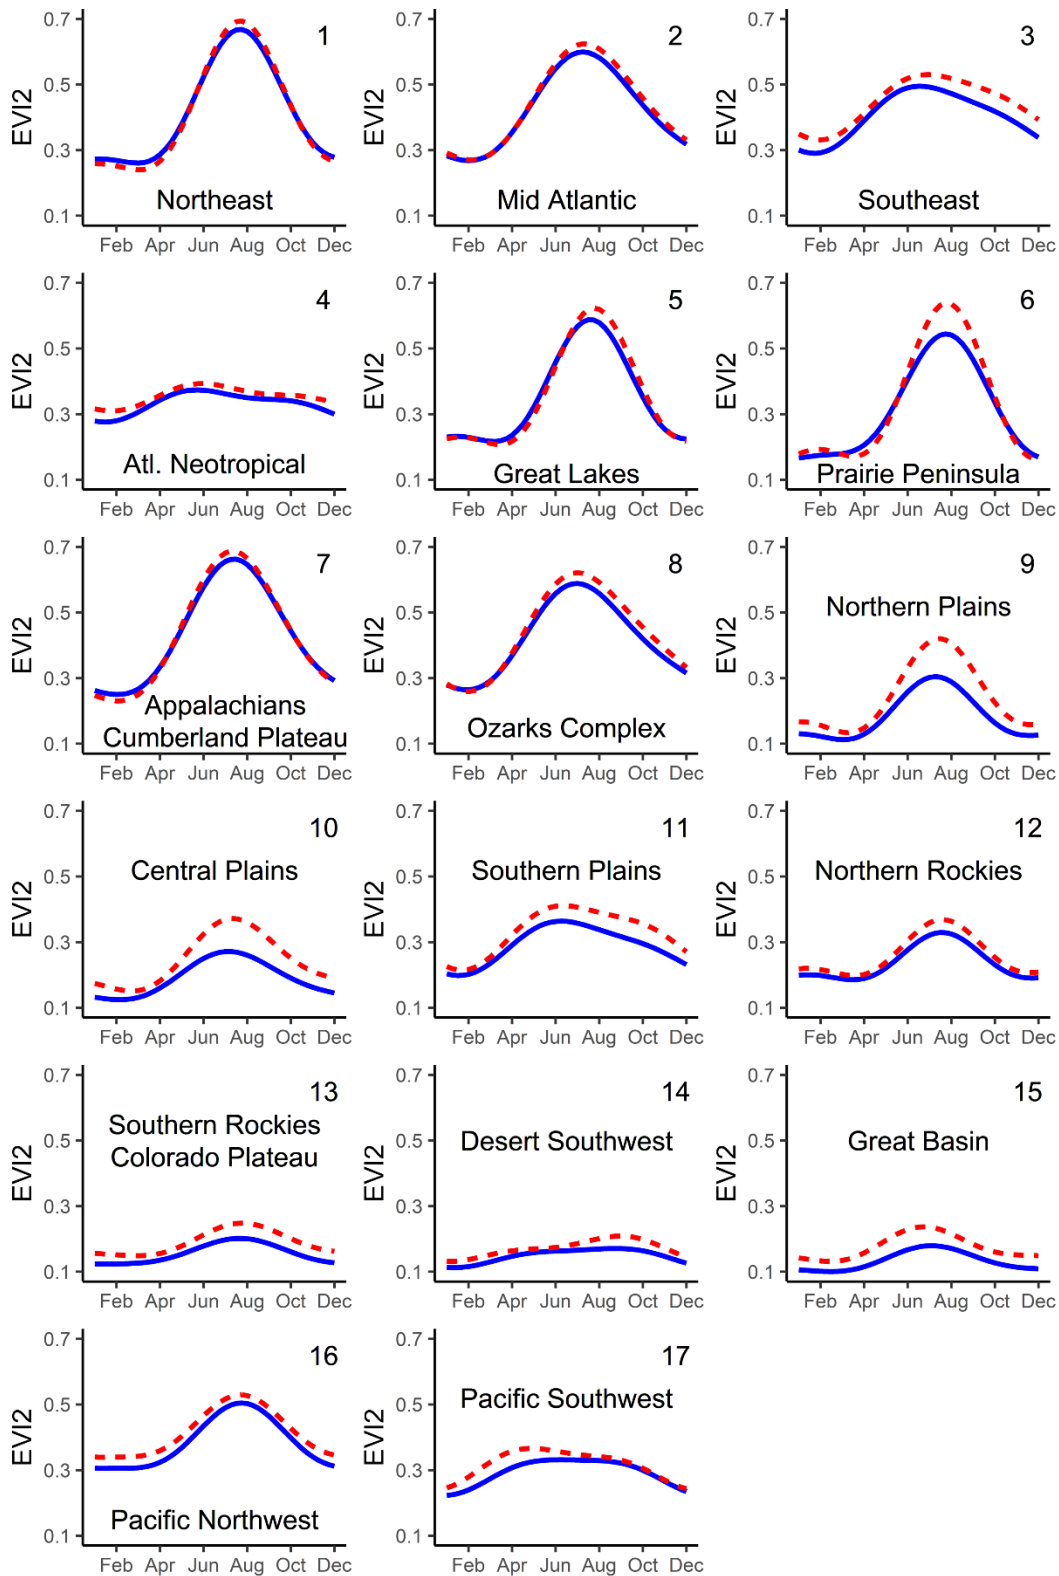 0.7
0.5
0.3
0.1
EVI2
1
Northeast
Feb Apr Jun Aug Oct Dec
0.7
0.5
0.3
0.1
EVI2
2
Mid Atlantic
Feb Apr Jun Aug Oct Dec
0.7
0.5
0.3
0.1
EVI2
3
Southeast
Feb Apr Jun Aug Oct Dec
0.7
0.5
0.3
0.1
EVI2
4
Atl. Neotropical
Feb Apr Jun Aug Oct Dec
0.7
0.5
0.3
0.1
EVI2
5
Great Lakes
Feb Apr Jun Aug Oct Dec
0.7
0.5
0.3
0.1
EVI2
6
Prairie Peninsula
Feb Apr Jun Aug Oct Dec
0.7
0.5
0.3
0.1
EVI2
7
Appalachians
Cumberland Plateau
Feb Apr Jun Aug Oct Dec
0.7
0.5
0.3
0.1
EVI2
8
Ozarks Complex
Feb Apr Jun Aug Oct Dec
0.7
0.5
0.3
0.1
EVI2
9
Northern Plains
Feb Apr Jun Aug Oct Dec
0.7
0.5
0.3
0.1
EVI2
10
Central Plains
Feb Apr Jun Aug Oct Dec
0.7
0.5
0.3
0.1
EVI2
11
Southern Plains
Feb Apr Jun Aug Oct Dec
0.7
0.5
0.3
0.1
EVI2
12
Northern Rockies
Feb Apr Jun Aug Oct Dec
0.7
0.5
0.3
0.1
EVI2
13
Southern Rockies
Colorado Plateau
Feb Apr Jun Aug Oct Dec
0.7
0.5
0.3
0.1
EVI2
14
Desert Southwest
Feb Apr Jun Aug Oct Dec
0.7
0.5
0.3
0.1
EVI2
15
Great Basin
Feb Apr Jun Aug Oct Dec
0.7
0.5
0.3
0.1
EVI2
16
Pacific Northwest
Feb Apr Jun Aug Oct Dec
0.7
0.5
0.3
0.1
EVI2
17
Pacific Southwest
Feb Apr Jun Aug Oct Dec